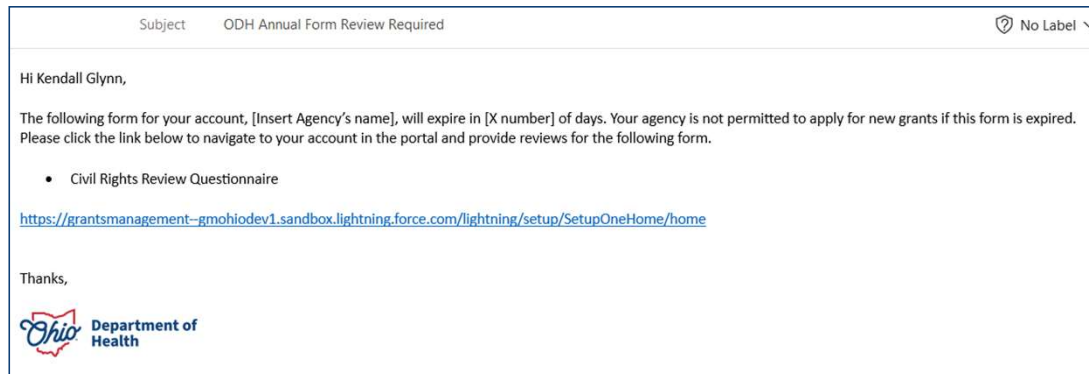 Subject ODH Annual Form Review Required No Label
Hi Kendall Glynn,
The following form for your account, [Insert Agency's name], will expire in [X number] of days. Your agency is not permitted to apply for new grants if this form is expired.
Please click the link below to navigate to your account in the portal and provide reviews for the following form.
• Civil Rights Review Questionnaire
https://grantsmanagement--gmohiodev1.sandbox.lightning.force.com/lightning/setup/SetupOneHome/home
Thanks,
Ohio Department of
Health